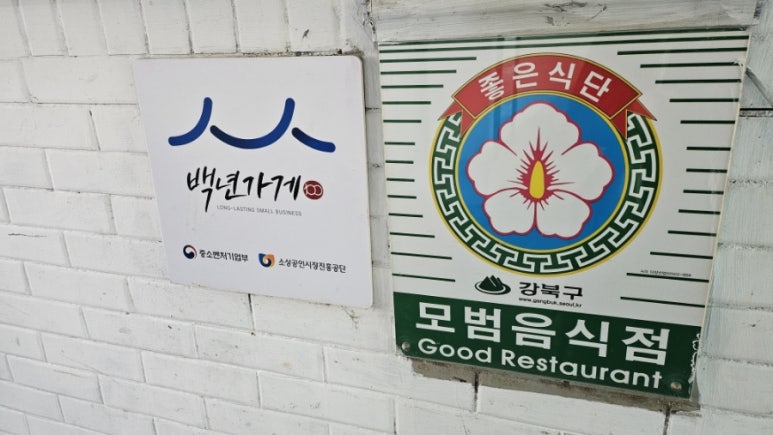 백년가게
LONG-LASTING SMALL BUSINESS
중소벤처기업부
소상공인시장진흥공단
좋은식단
강북구
www.gangbuk.seoul.kr
모범음식점
Good Restaurant